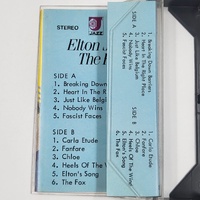 STEREO
JAZZ
Elton
The
SIDE A
1. Breaking Down
2. Heart In The R
3. Just Like Belgi
4. Nobody Wins
5. Fascist Faces
SIDE B
1. Carla Etude
2. Fanfare
3. Chloe
4. Heels Of The W
5. Elton's Song
6. The Fox
SIDE A
1. Breaking Down Barriers
2. Heart In The Right Place
3. Just Like Belgium
4. Nobody Wins
5. Fascist Faces
SIDE B
1. Carla Etude
2. Fanfare
3. Chloe
4. Heels Of The Wind
5. Elton's Song
6. The Fox